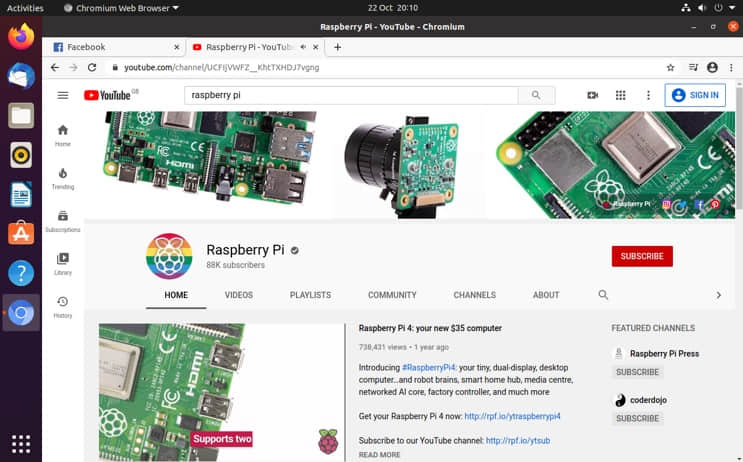 Activities
Chromium Web Browser
22 Oct 20:10
Raspberry Pi - YouTube - Chromium
Facebook
Raspberry Pi - YouTub
youtube.com/channel/UCFIjVWFZ__KhtTXHDJ7vgng
YouTube GB
raspberry pi
SIGN IN
Home
Trending
Subscriptions
Library
History
HDMI
FC
CE
Raspberry Pi
Raspberry Pi
88K subscribers
SUBSCRIBE
HOME
VIDEOS
PLAYLISTS
COMMUNITY
CHANNELS
ABOUT
HDMI
Supports two
Raspberry Pi 4: your new $35 computer
738,431 views • 1 year ago
Introducing #RaspberryPi4: your tiny, dual-display, desktop
computer...and robot brains, smart home hub, media centre,
networked AI core, factory controller, and much more
Get your Raspberry Pi 4 now: http://rpf.io/ytraspberrypi4
Subscribe to our YouTube channel: http://rpf.io/ytsub
READ MORE
FEATURED CHANNELS
Raspberry Pi Press
SUBSCRIBE
coderdojo
SUBSCRIBE